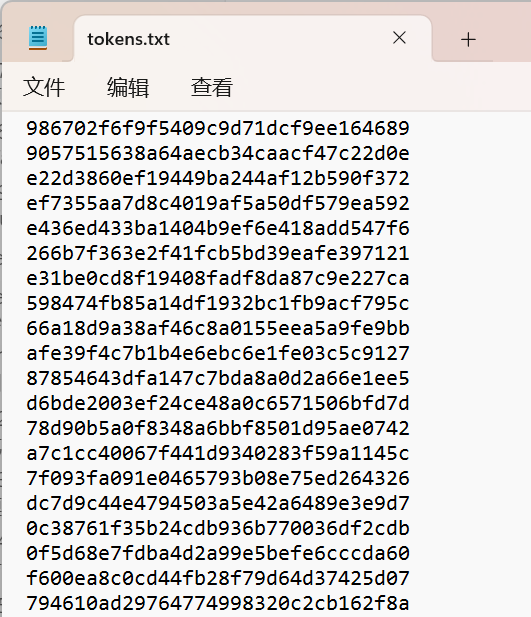 tokens.txt
文件 编辑 查看
986702f6f9f5409c9d71dcf9ee164689
9057515638a64aecb34caacf47c22d0e
e22d3860ef19449ba244af12b590f372
ef7355aa7d8c4019af5a50df579ea592
e436ed433ba1404b9ef6e418add547f6
266b7f363e2f41fcb5bd39eafe397121
e31be0cd8f19408fadf8da87c9e227ca
598474fb85a14df1932bc1fb9acf795c
66a18d9a38af46c8a0155eea5a9fe9bb
afe39f4c7b1b4e6ebc6e1fe03c5c9127
87854643dfa147c7bda8a0d2a66e1ee5
d6bde2003ef24ce48a0c6571506bfd7d
78d90b5a0f8348a6bbf8501d95ae0742
a7c1cc40067f441d9340283f59a1145c
7f093fa091e0465793b08e75ed264326
dc7d9c44e4794503a5e42a6489e3e9d7
0c38761f35b24cdb936b770036df2cdb
0f5d68e7fdba4d2a99e5befe6cccda60
f600ea8c0cd44fb28f79d64d37425d07
794610ad29764774998320c2cb162f8a